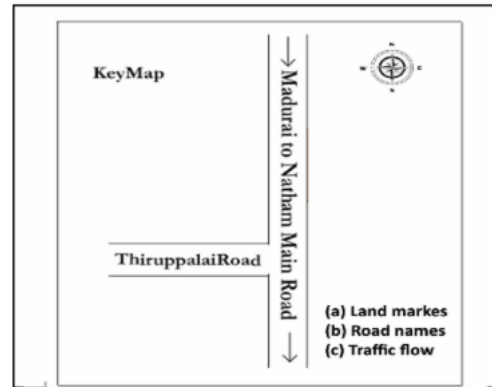 N
W
E
S
KeyMap
Madurai to Natham Main Road
ThiruppalaiRoad
(a) Land markes
(b) Road names
(c) Traffic flow